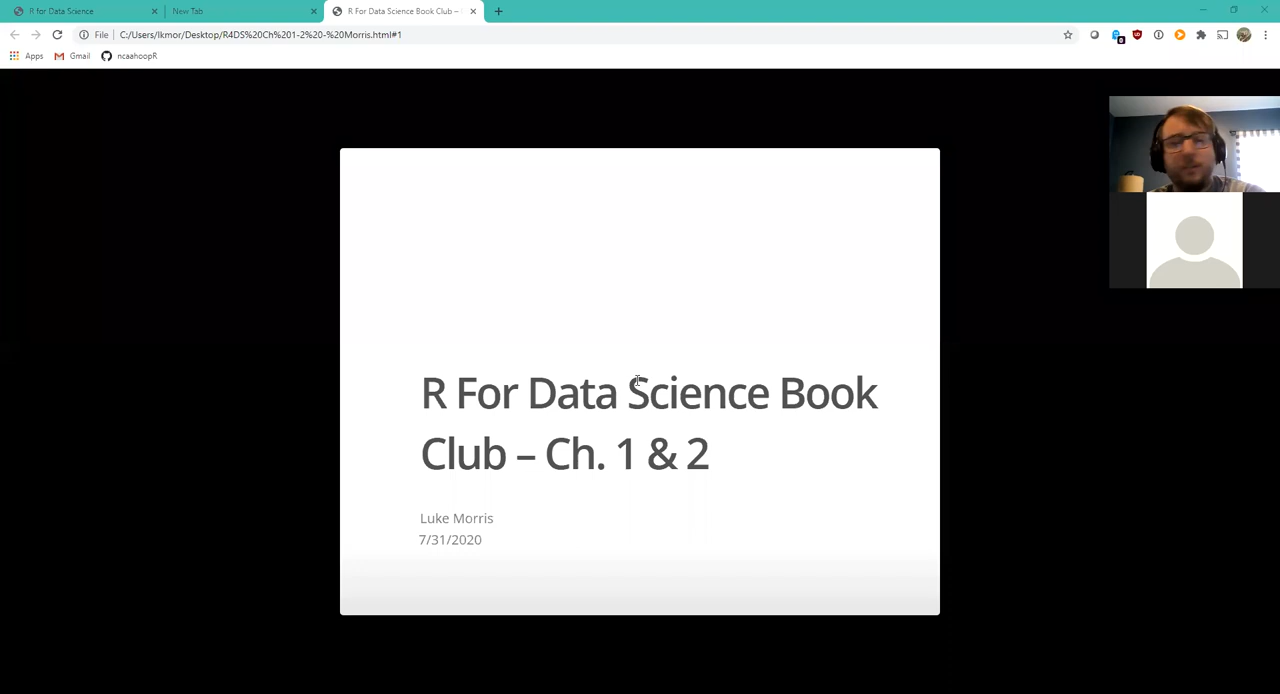 R for Data Science
New Tab
R For Data Science Book Club –
File
C:/Users/lkmor/Desktop/R4DS%20Ch%201-2%20-%20Morris.html#1
Apps
Gmail
ncaahoopR
R For Data Science Book
Club – Ch. 1 & 2
Luke Morris
7/31/2020